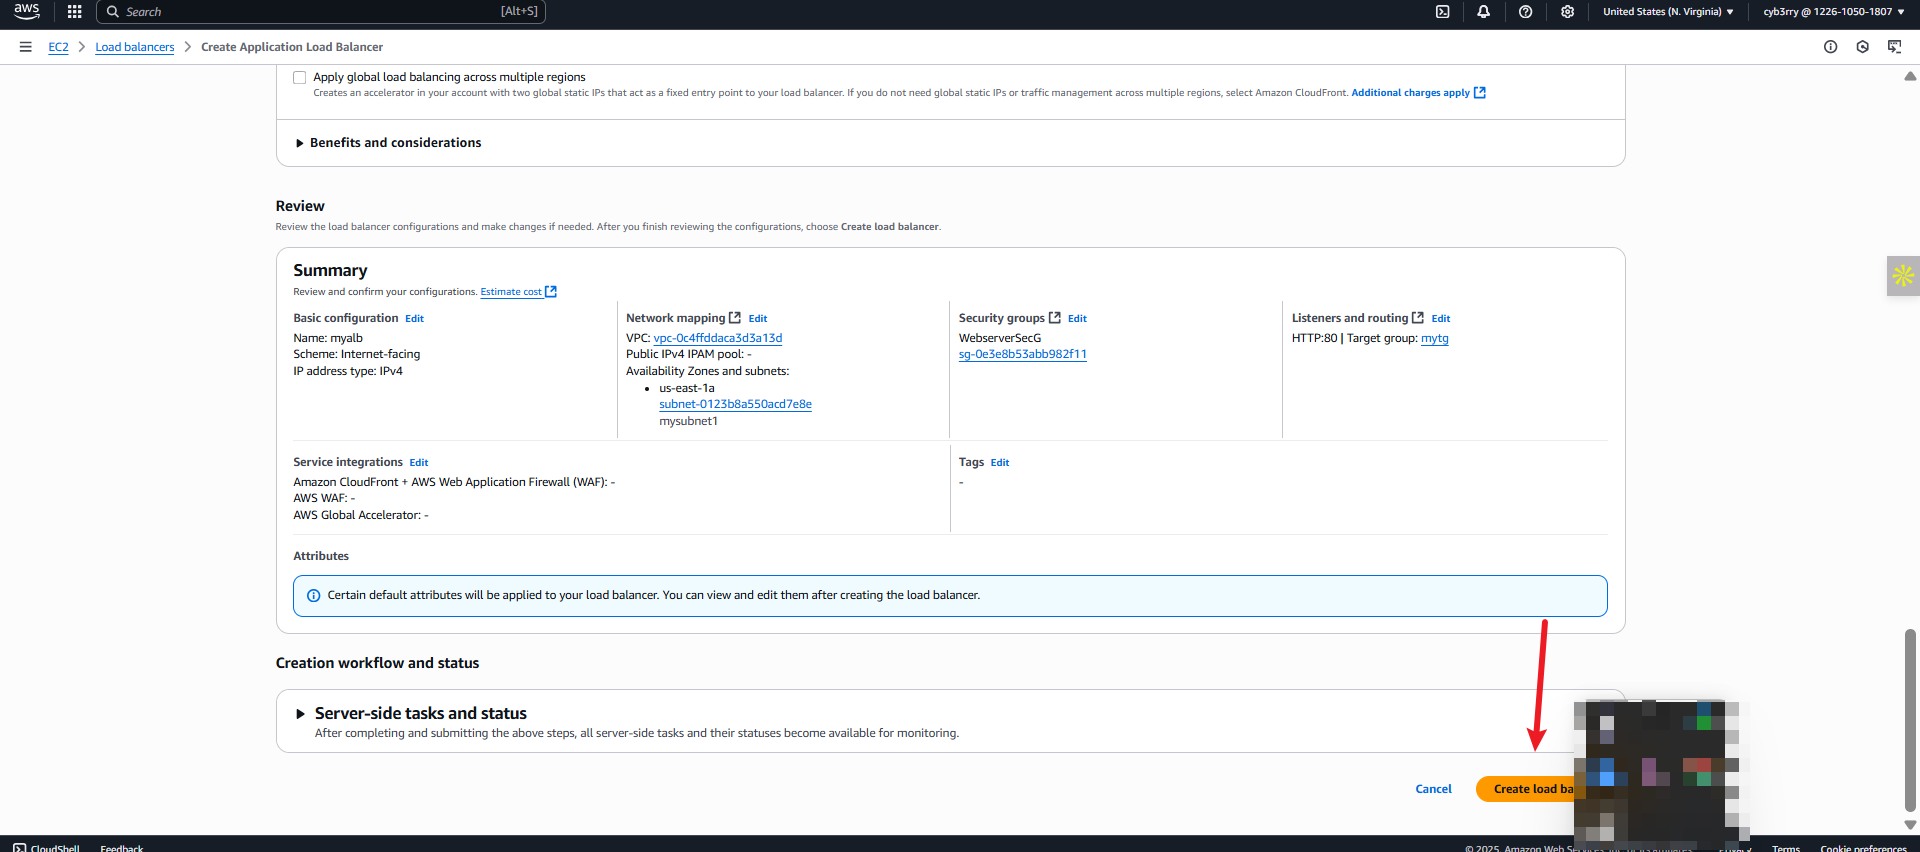 aws
Search [Alt+S]
United States (N. Virginia)
cyb3rry @ 1226-1050-1807
EC2
Load balancers
Create Application Load Balancer
Apply global load balancing across multiple regions
Creates an accelerator in your account with two global static IPs that act as a fixed entry point to your load balancer. If you do not need global static IPs or traffic management across multiple regions, select Amazon CloudFront. Additional charges apply
Benefits and considerations
Review
Review the load balancer configurations and make changes if needed. After you finish reviewing the configurations, choose Create load balancer.
Summary
Review and confirm your configurations. Estimate cost
Basic configuration Edit
Name: myalb
Scheme: Internet-facing
IP address type: IPv4
Network mapping Edit
VPC: vpc-0c4ffddaca3d3a13d
Public IPv4 IPAM pool: -
Availability Zones and subnets:
• us-east-1a
subnet-0123b8a550acd7e8e
mysubnet1
Security groups Edit
WebserverSecG
sg-0e3e8b53abb982f11
Listeners and routing Edit
HTTP:80 | Target group: mytg
Service integrations Edit
Amazon CloudFront + AWS Web Application Firewall (WAF): -
AWS WAF: -
AWS Global Accelerator: -
Tags Edit
-
Attributes
Certain default attributes will be applied to your load balancer. You can view and edit them after creating the load balancer.
Creation workflow and status
Server-side tasks and status
After completing and submitting the above steps, all server-side tasks and their statuses become available for monitoring.
Cancel
Create load ba
CloudShell
Feedback
© 2025, Amazon Web
Terms
Cookie preferences